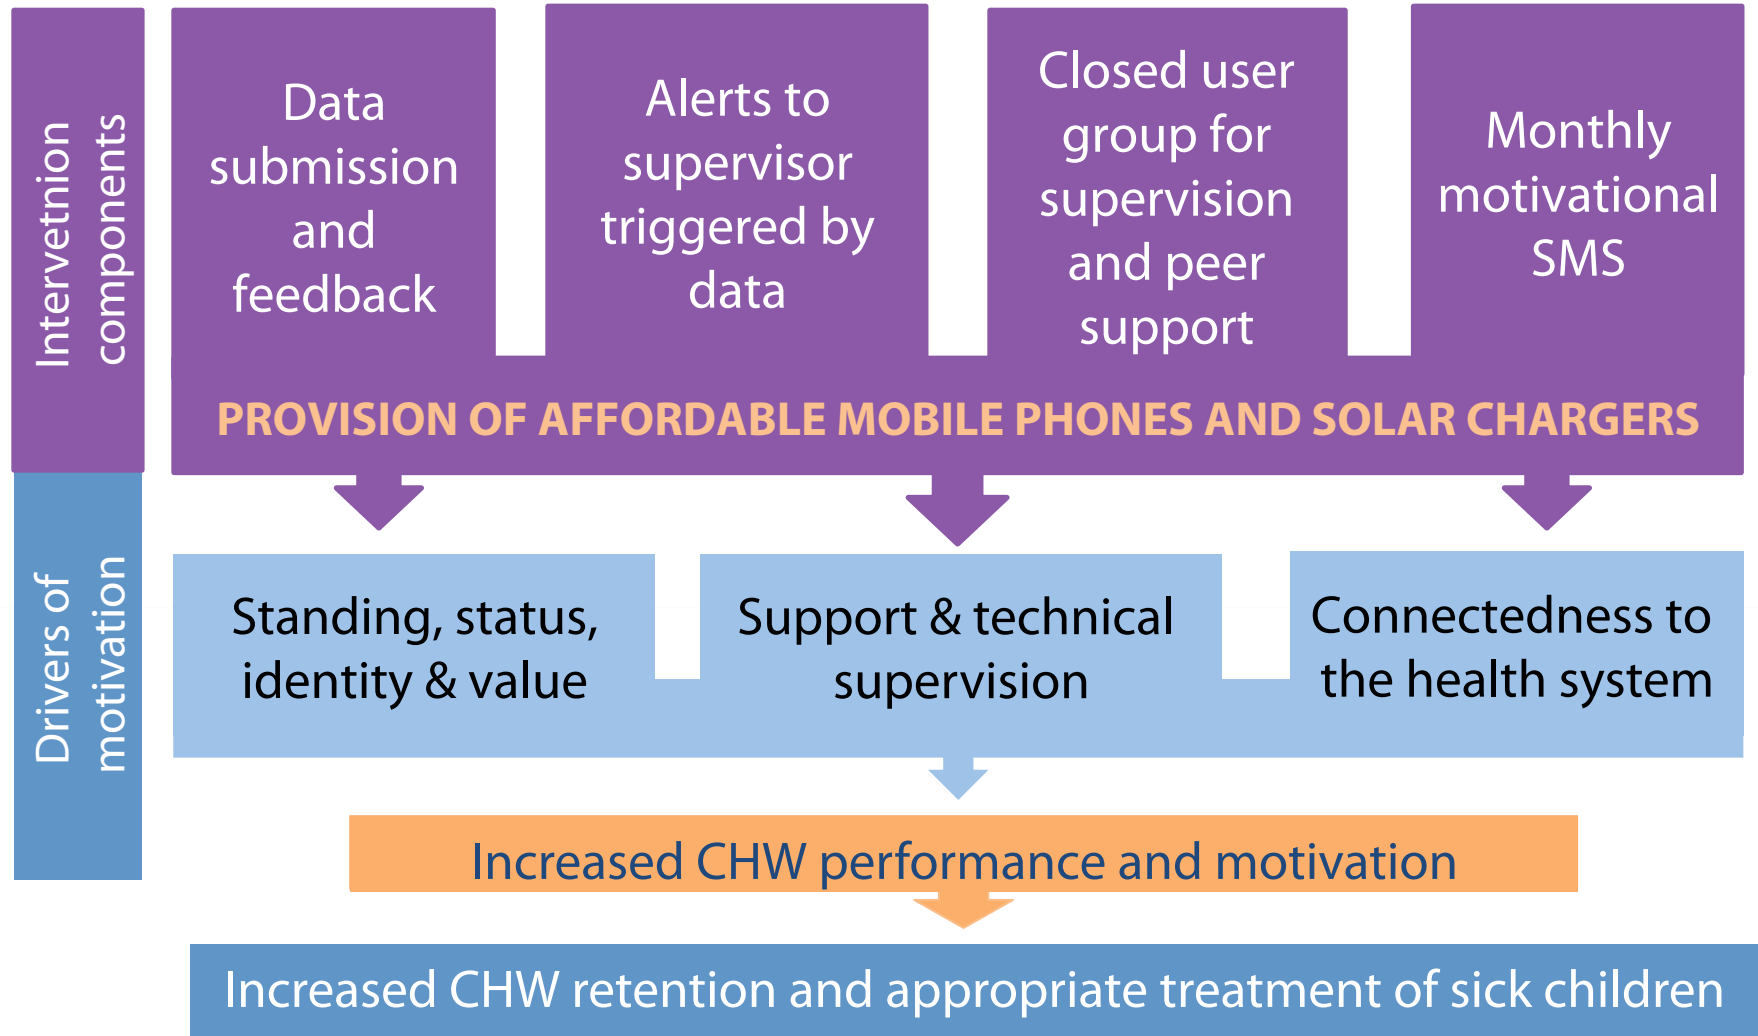 Intervetnion
components
Data
submission
and
feedback
Alerts to
supervisor
triggered by
data
Closed user
group for
supervision
and peer
support
Monthly
motivational
SMS
PROVISION OF AFFORDABLE MOBILE PHONES AND SOLAR CHARGERS
Drivers of
motivation
Standing, status,
identity & value
Support & technical
supervision
Connectedness to
the health system
Increased CHW performance and motivation
Increased CHW retention and appropriate treatment of sick children